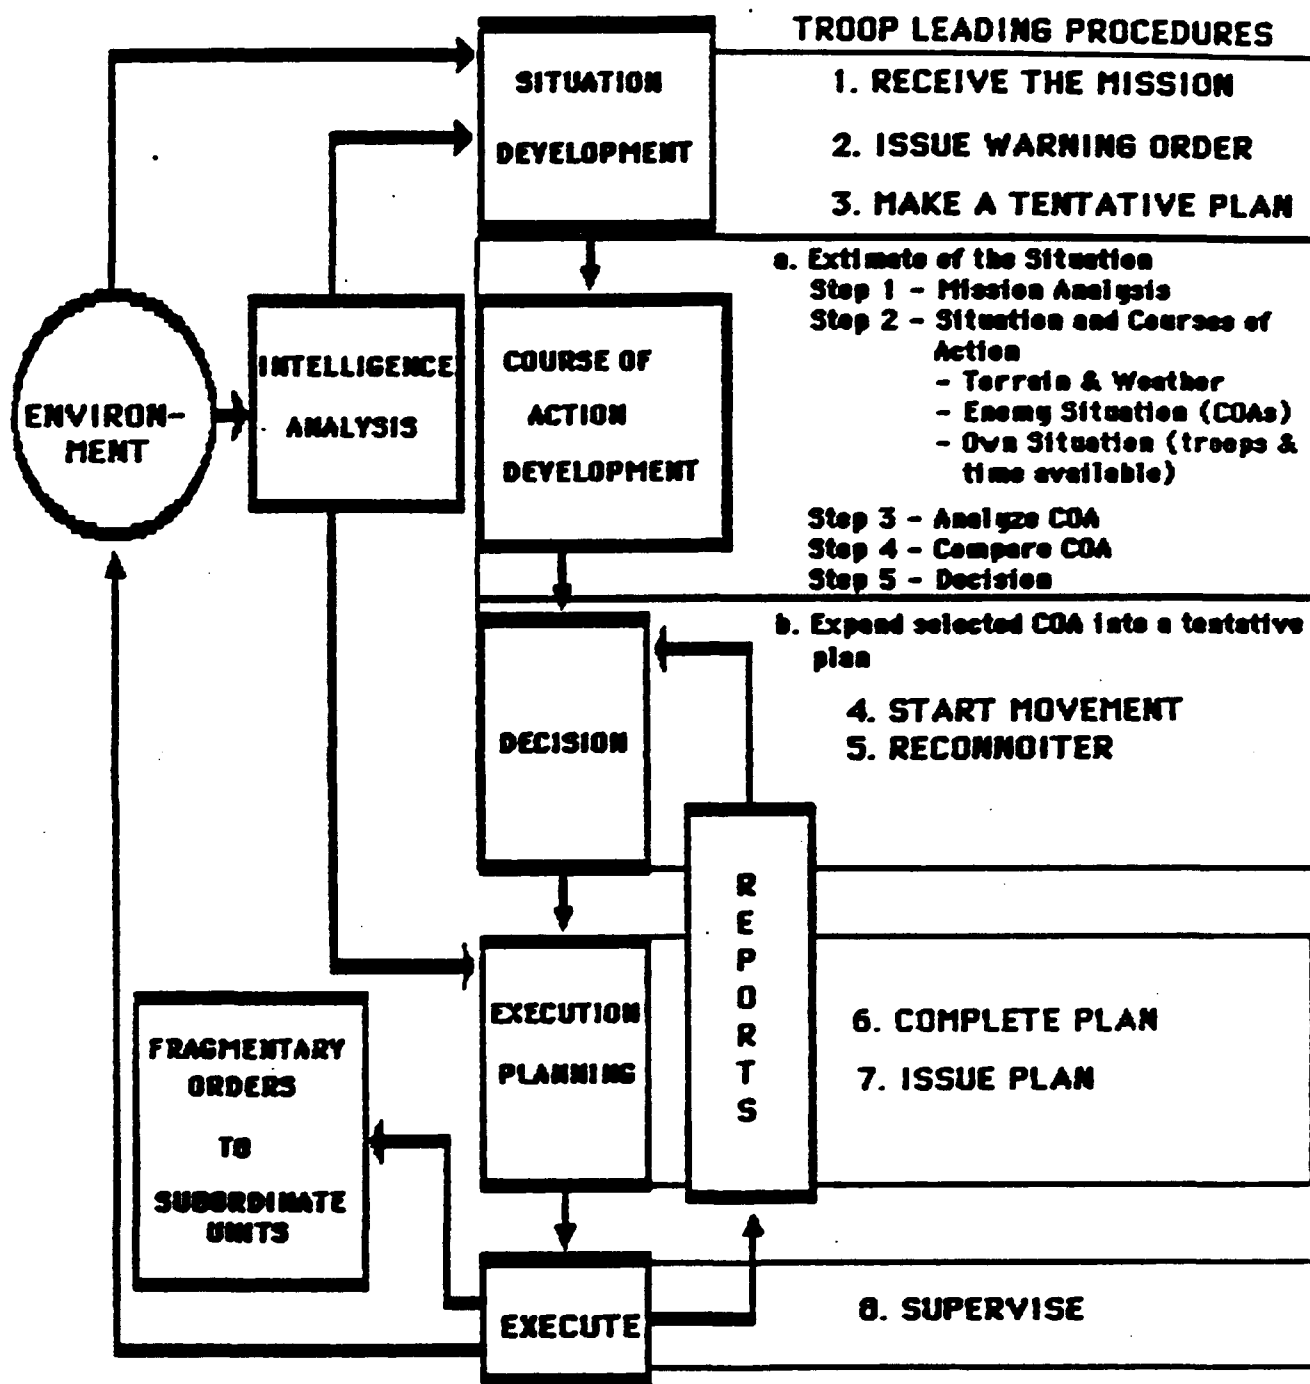 TROOP LEADING PROCEDURES
SITUATION
DEVELOPMENT
1. RECEIVE THE MISSION
2. ISSUE WARNING ORDER
3. MAKE A TENTATIVE PLAN
ENVIRON-
MENT
INTELLIGENCE
ANALYSIS
COURSE OF
ACTION
DEVELOPMENT
a. Extimate of the Situation
Step 1 - Mission Analysis
Step 2 - Situation and Courses of
Action
- Terrain & Weather
- Enemy Situation (COAs)
- Own Situation (troops &
time available)
Step 3 - Analyze COA
Step 4 - Compare COA
Step 5 - Decision
DECISION
b. Expand selected COA into a tentative
plan
4. START MOVEMENT
5. RECONNOITER
REPORTS
EXECUTION
PLANNING
6. COMPLETE PLAN
7. ISSUE PLAN
FRAGMENTARY
ORDERS
TO
SUBORDINATE
UNITS
EXECUTE
8. SUPERVISE